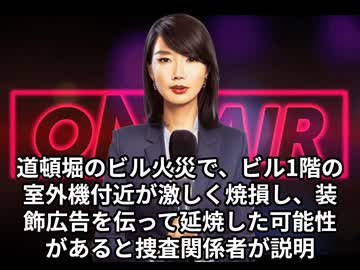 ON AIR
道頓堀のビル火災で、ビル1階の
室外機付近が激しく焼損し、装
飾広告を伝って延焼した可能性
があると捜査関係者が説明